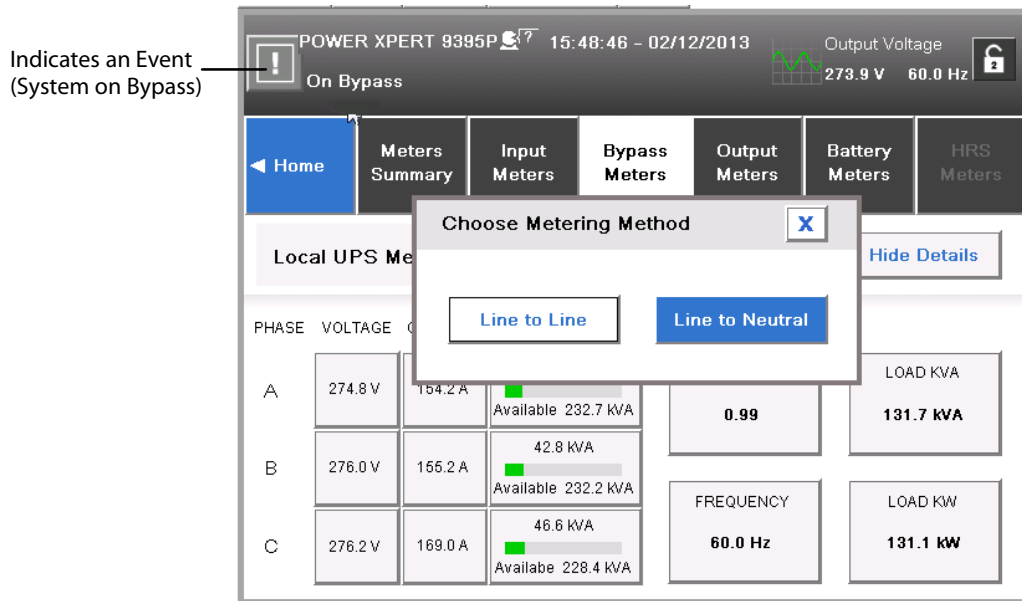 Indicates an Event
(System on Bypass)
!
POWER XPERT 9395P ? 15:48:46 - 02/12/2013
On Bypass
Output Voltage
273.9 V 60.0 Hz
2
Home
Meters Summary
Input Meters
Bypass Meters
Output Meters
Battery Meters
HRS Meters
Choose Metering Method
X
Local UPS Me
Hide Details
Line to Line
Line to Neutral
PHASE VOLTAGE
LOAD KVA
A 274.8 V 154.2 A
Available 232.7 kVA
0.99
131.7 kVA
42.8 kVA
B 276.0 V 155.2 A
Available 232.2 kVA
FREQUENCY
LOAD KW
46.6 kVA
C 276.2 V 169.0 A
60.0 Hz
131.1 kW
Availabe 228.4 kVA